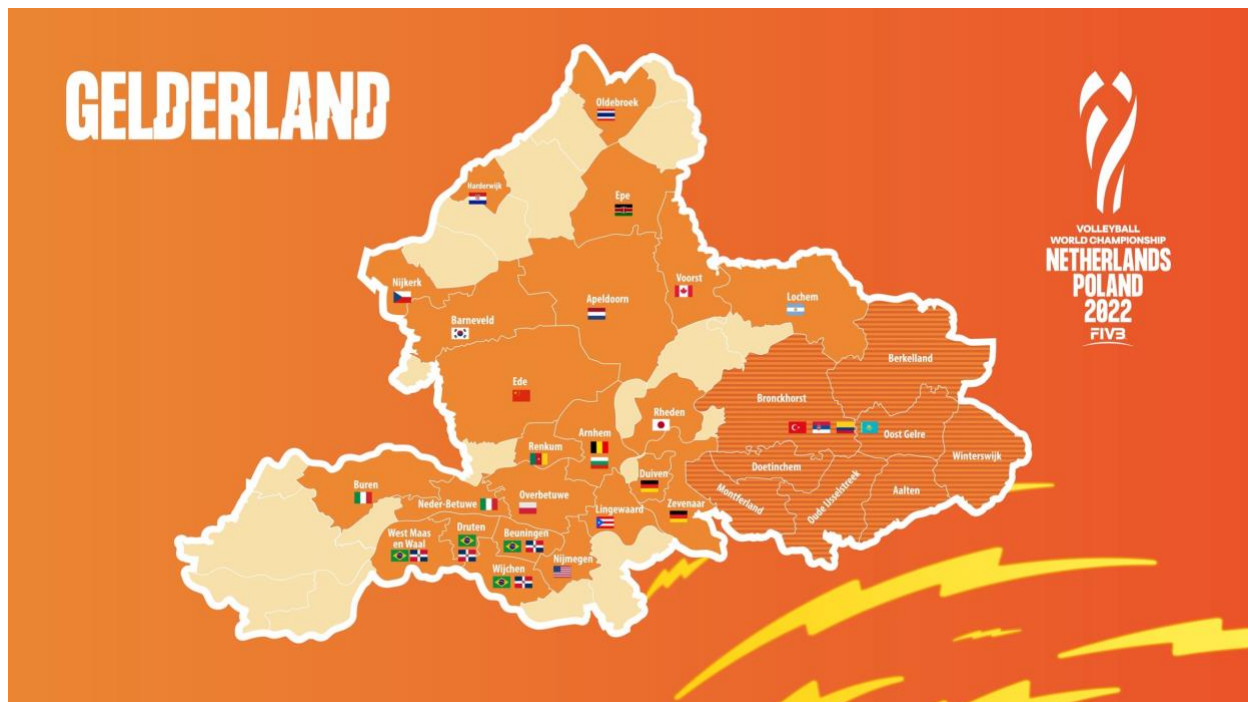 GELDERLAND
VOLLEYBALL
WORLD CHAMPIONSHIP
NETHERLANDS
POLAND
2022
FIVB
Oldebroek
Harderwijk
Epe
Nijkerk
Voorst
Apeldoorn
Lochem
Barneveld
Berkelland
Ede
Bronckhorst
Rheden
Arnhem
Oost Gelre
Renkum
Winterswijk
Doetinchem
Duiven
Buren
Aalten
Montferland
Oude IJsselstreek
Neder-Betuwe
Overbetuwe
Zevenaar
Lingewaard
West Maas
en Waal
Druten
Beuningen
Nijmegen
Wijchen